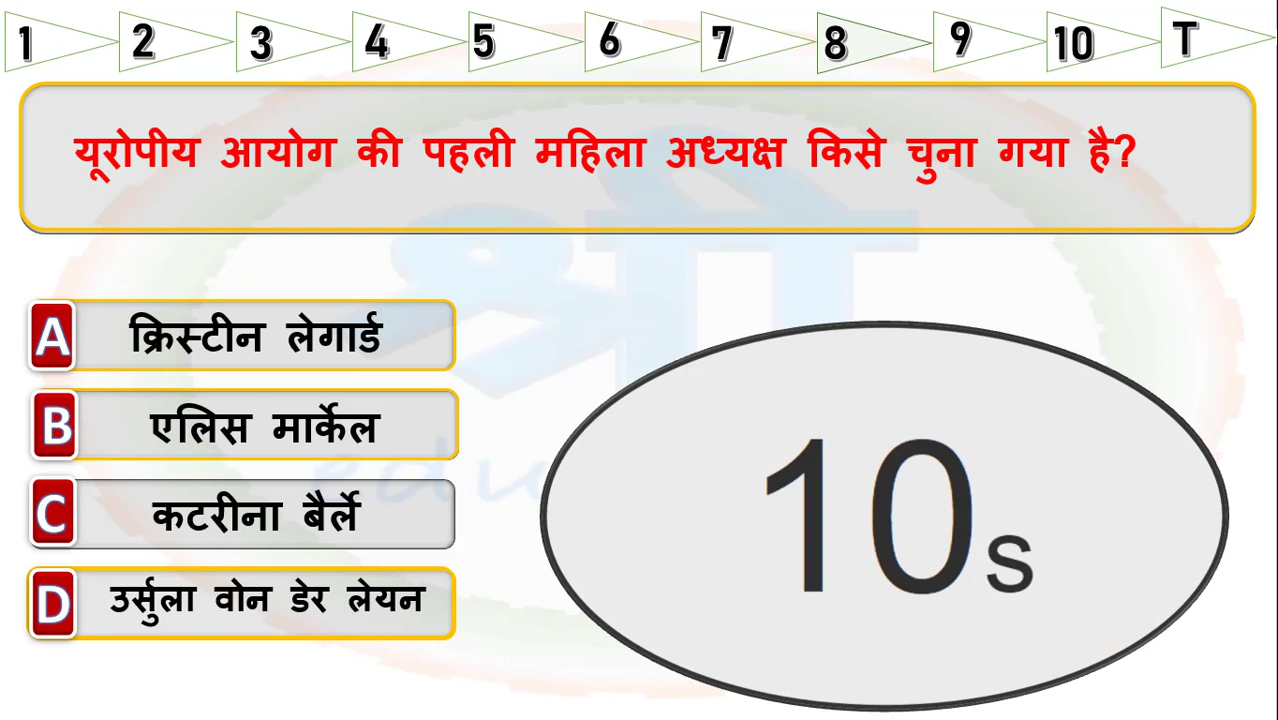 1 2 3 4 5 6 7 8 9 10 T
यूरोपीय आयोग की पहली महिला अध्यक्ष किसे चुना गया है?
A क्रिस्टीन लेगार्ड
B एलिस मार्केल
C कटरीना बैर्ले
D उर्सुला वोन डेर लेयन
10s
श्री
edu